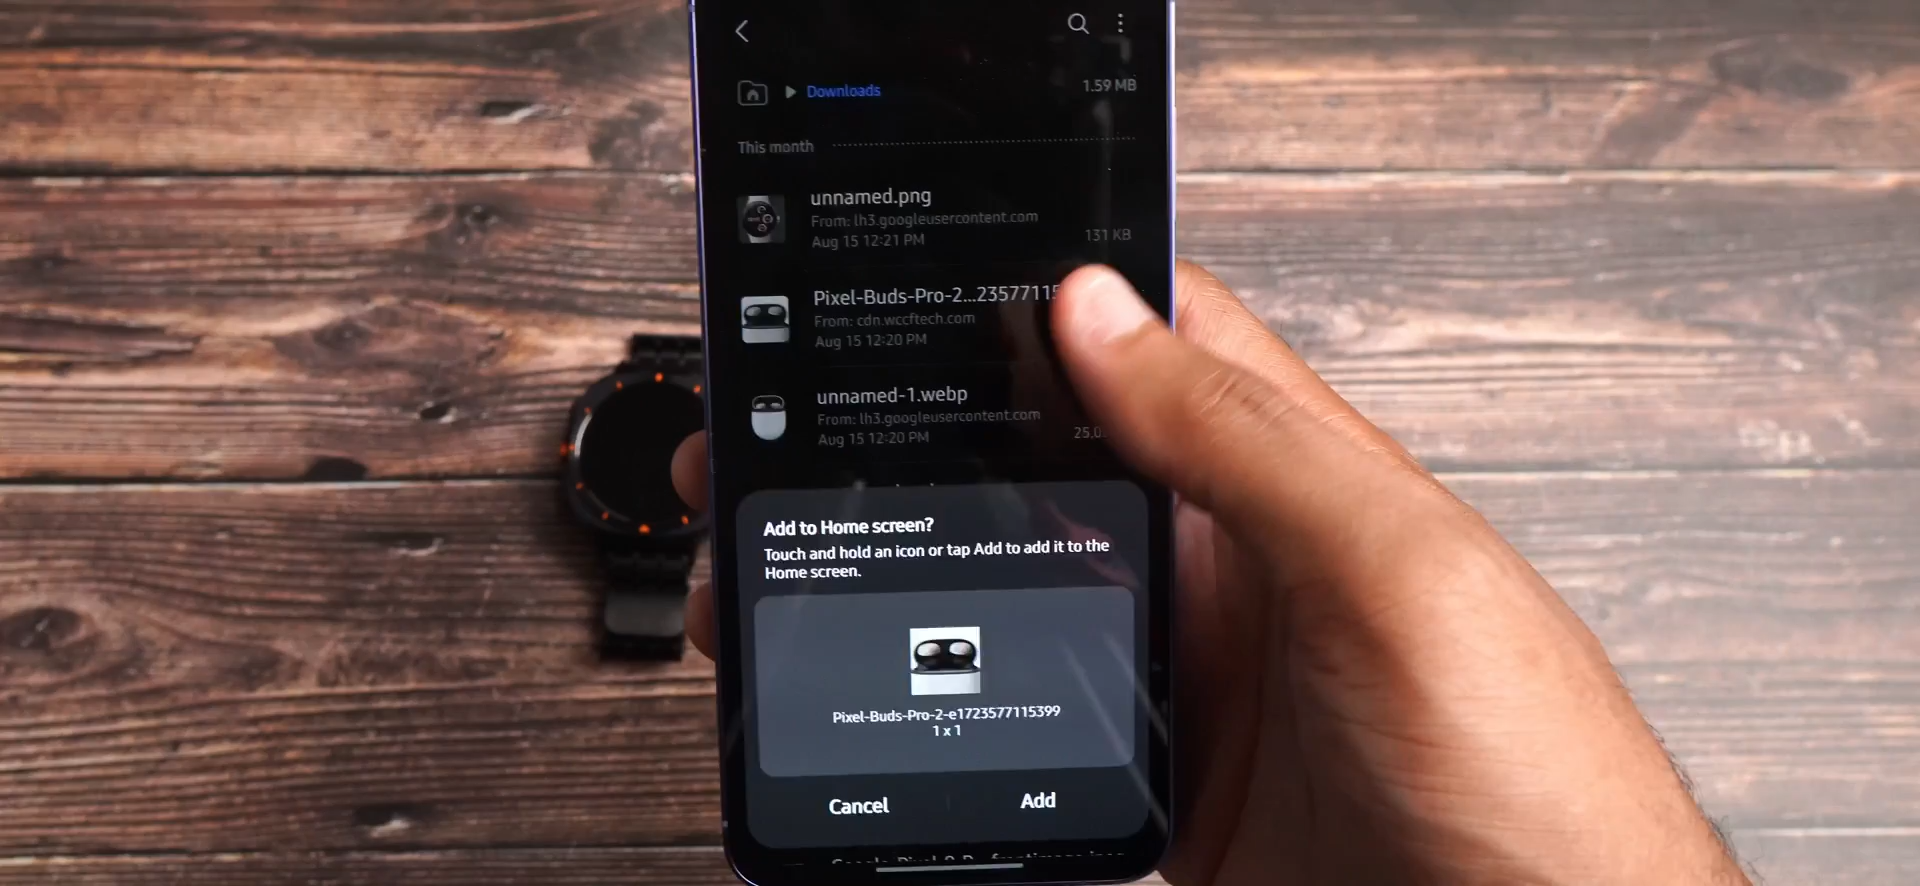 Downloads
1.59 MB
This month
unnamed.png
From: lh3.googleusercontent.com
Aug 15 12:21 PM
131 KB
Pixel-Buds-Pro-2...23577115
From: cdn.wccftech.com
Aug 15 12:20 PM
unnamed-1.webp
From: lh3.googleusercontent.com
Aug 15 12:20 PM
25.0
Add to Home screen?
Touch and hold an icon or tap Add to add it to the
Home screen.
Pixel-Buds-Pro-2-e1723577115399
1 x 1
Cancel
Add